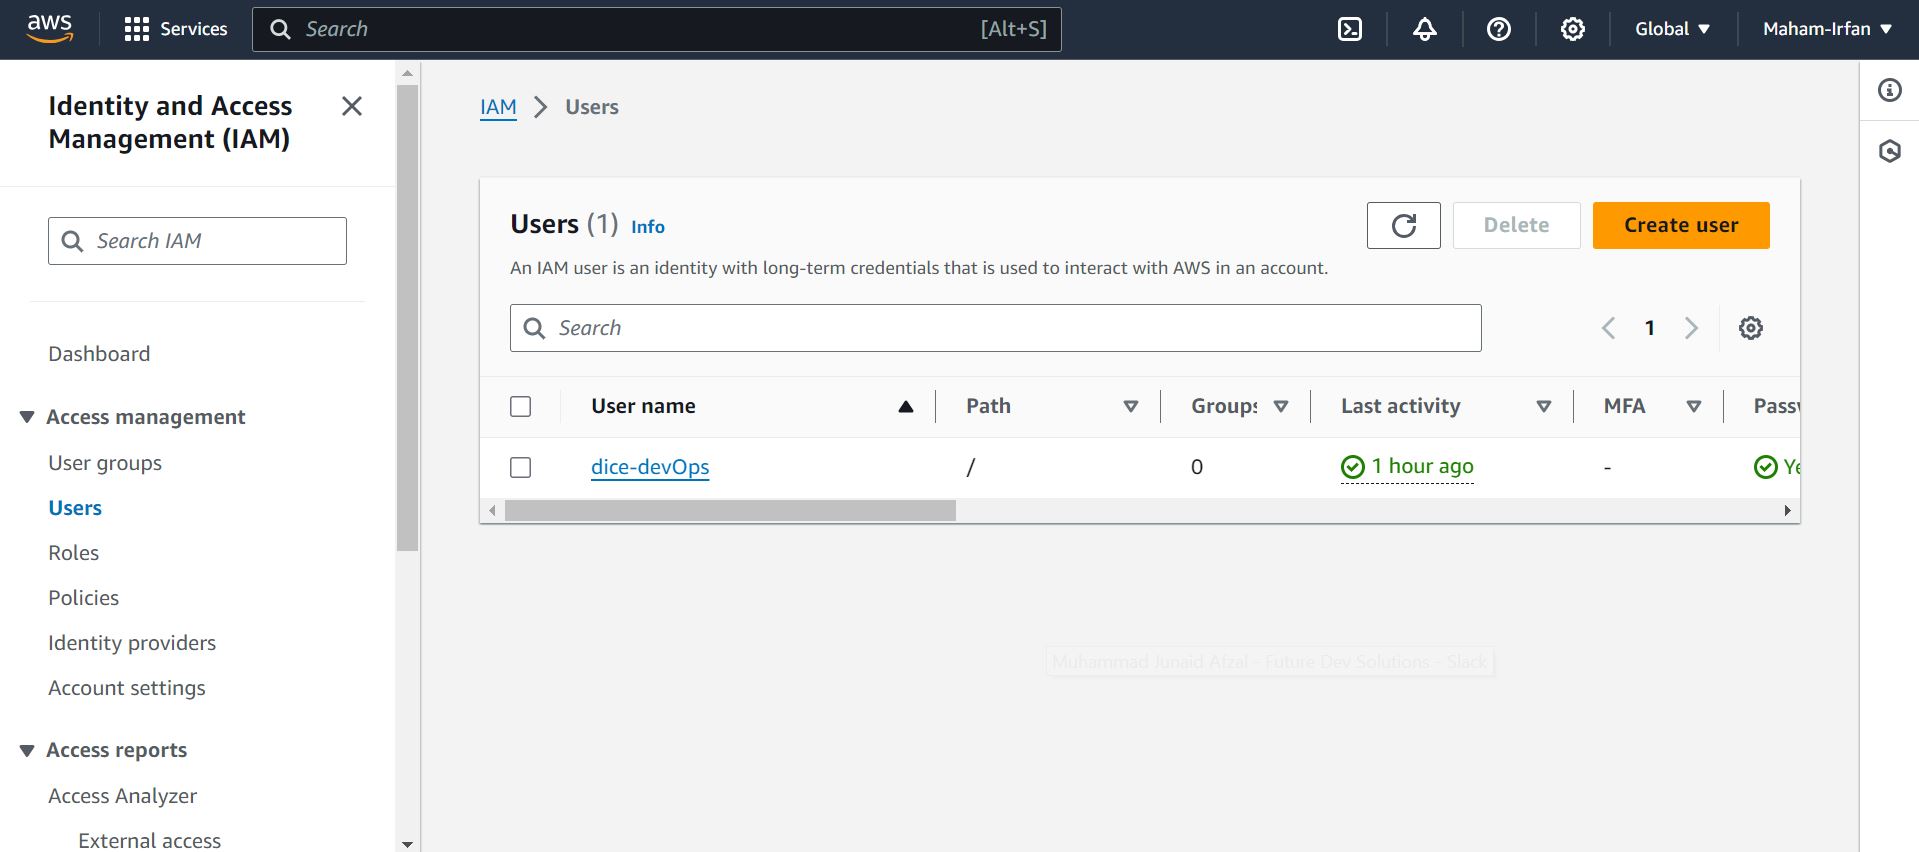 aws
Services
Search
[Alt+S]
Global
Maham-Irfan
Identity and Access
Management (IAM)
Search IAM
Dashboard
Access management
User groups
Users
Roles
Policies
Identity providers
Account settings
Access reports
Access Analyzer
External access
IAM
Users
Users (1) Info
Delete
Create user
An IAM user is an identity with long-term credentials that is used to interact with AWS in an account.
Search
1
User name
Path
Groups
Last activity
MFA
dice-devOps
/
0
1 hour ago
-
Muhammad Junaid Afzal - Future Dev Solutions - Slack